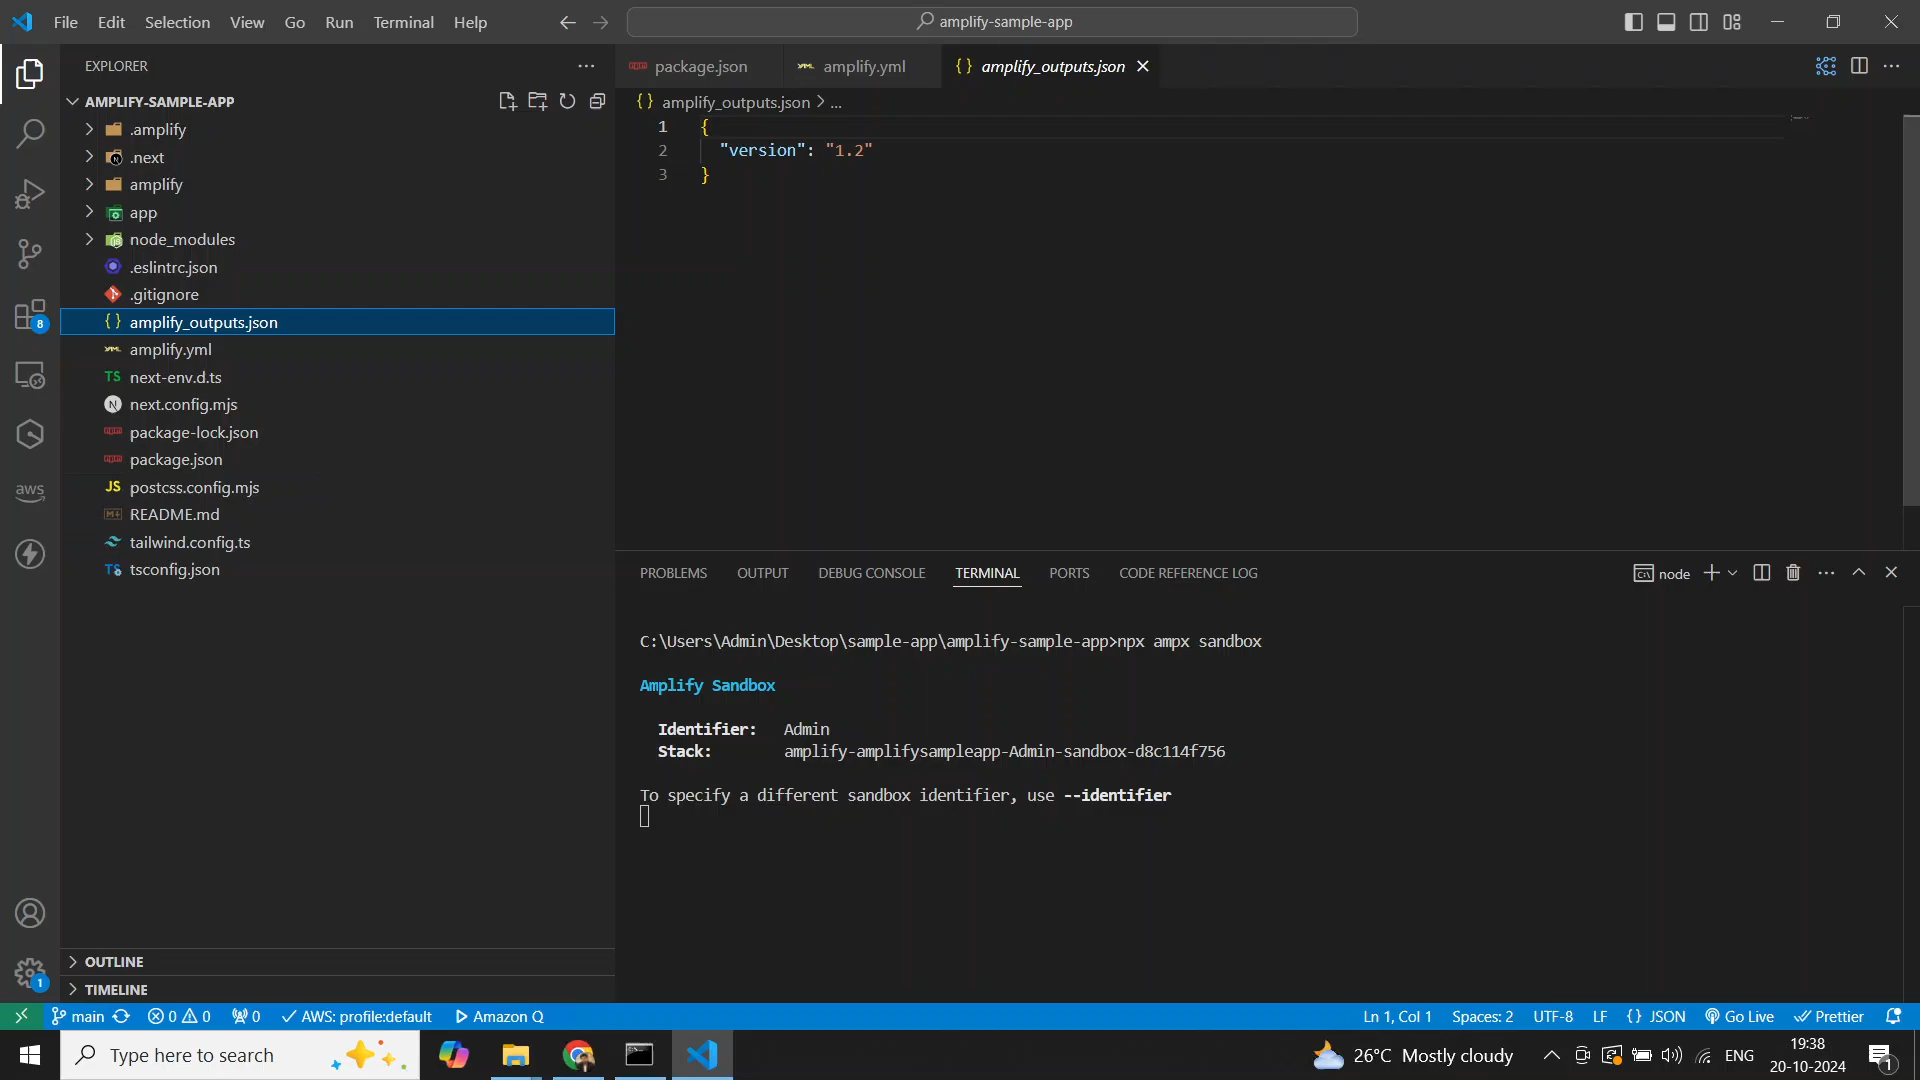 File Edit Selection View Go Run Terminal Help
amplify-sample-app
EXPLORER
AMPLIFY-SAMPLE-APP
.amplify
.next
amplify
app
node_modules
.eslintrc.json
.gitignore
amplify_outputs.json
amplify.yml
next-env.d.ts
next.config.mjs
package-lock.json
package.json
postcss.config.mjs
README.md
tailwind.config.ts
tsconfig.json
OUTLINE
TIMELINE
aws
8
1
package.json amplify.yml {} amplify_outputs.json
{} amplify_outputs.json > ...
1 {
2 "version": "1.2"
3 }
PROBLEMS OUTPUT DEBUG CONSOLE TERMINAL PORTS CODE REFERENCE LOG
node
C:\Users\Admin\Desktop\sample-app\amplify-sample-app>npx ampx sandbox
Amplify Sandbox
Identifier: Admin
Stack: amplify-amplifysampleapp-Admin-sandbox-d8c114f756
To specify a different sandbox identifier, use --identifier
main 0 0 0 AWS: profile:default Amazon Q
Ln 1, Col 1 Spaces: 2 UTF-8 LF {} JSON Go Live Prettier
Type here to search
26°C Mostly cloudy
ENG
19:38
20-10-2024
1